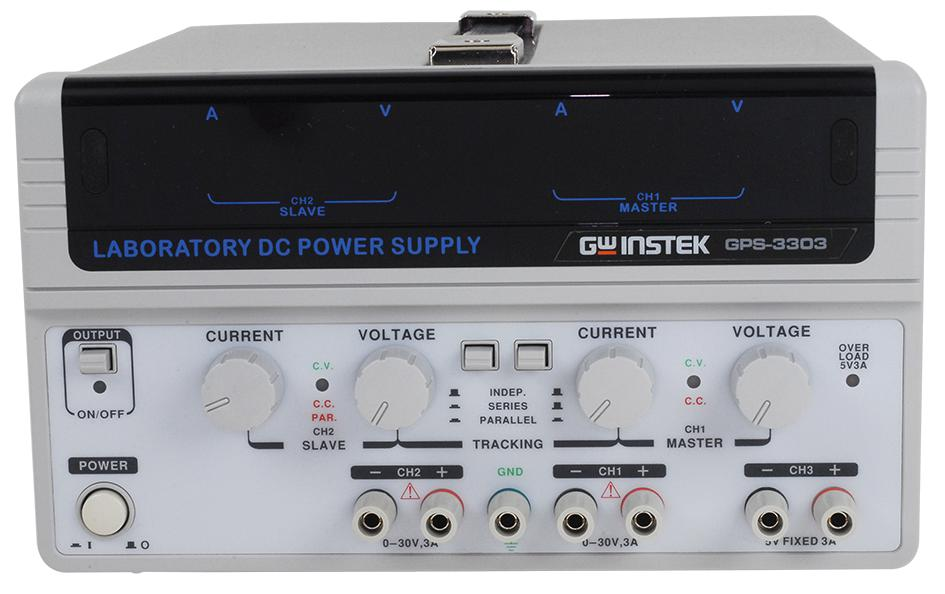 A V A V
CH2 CH1
SLAVE MASTER
LABORATORY DC POWER SUPPLY GW INSTEK GPS-3303
OUTPUT
ON/OFF
CURRENT VOLTAGE CURRENT VOLTAGE
C.V. C.V.
C.C. C.C.
PAR.
CH2 CH1
SLAVE TRACKING MASTER
INDEP.
SERIES
PARALLEL
OVER
LOAD
5V3A
POWER
I O
− CH2 + GND − CH1 + − CH3 +
0–30V,3A 0–30V,3A 5V FIXED 3A